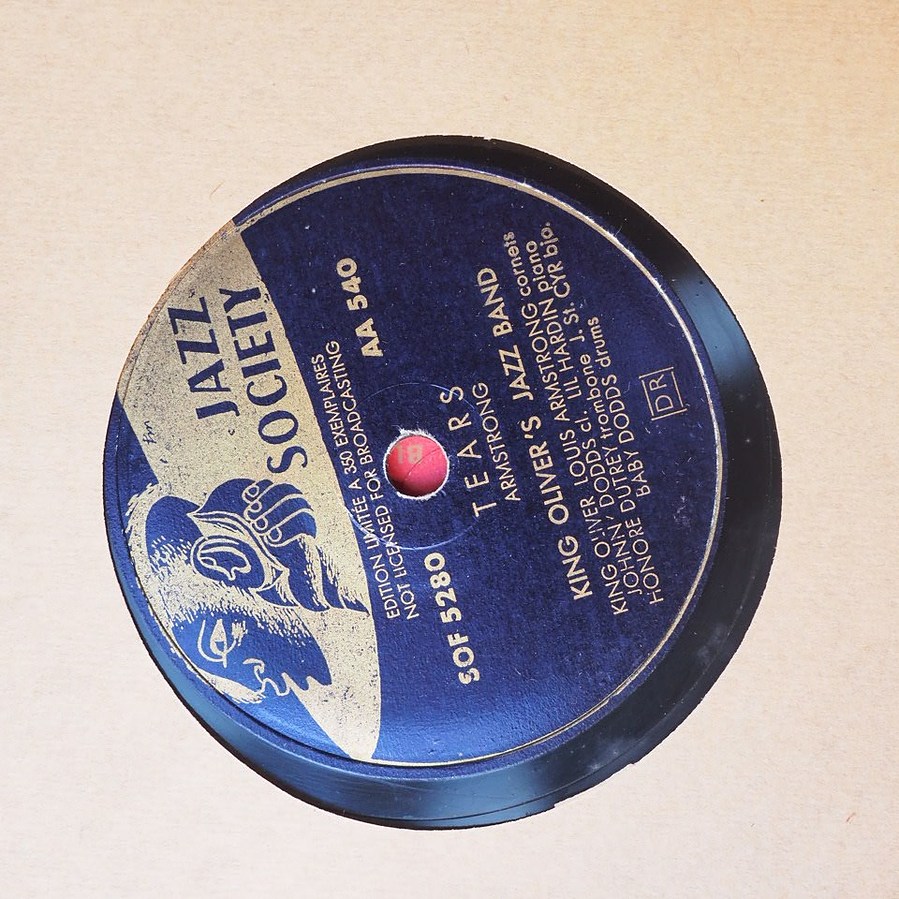 JAZZ
SOCIETY
EDITION LIMITÉE A 350 EXEMPLAIRES
NOT LICENSED FOR BROADCASTING
SOF 5280
AA 540
TEARS
ARMSTRONG
KING OLIVER'S JAZZ BAND
KING OLIVER LOUIS ARMSTRONG cornets
JOHNNY DODDS cl. LIL HARDIN piano
HONORE DUTREY trombone J. St. CYR bjo.
BABY DODDS drums
DR